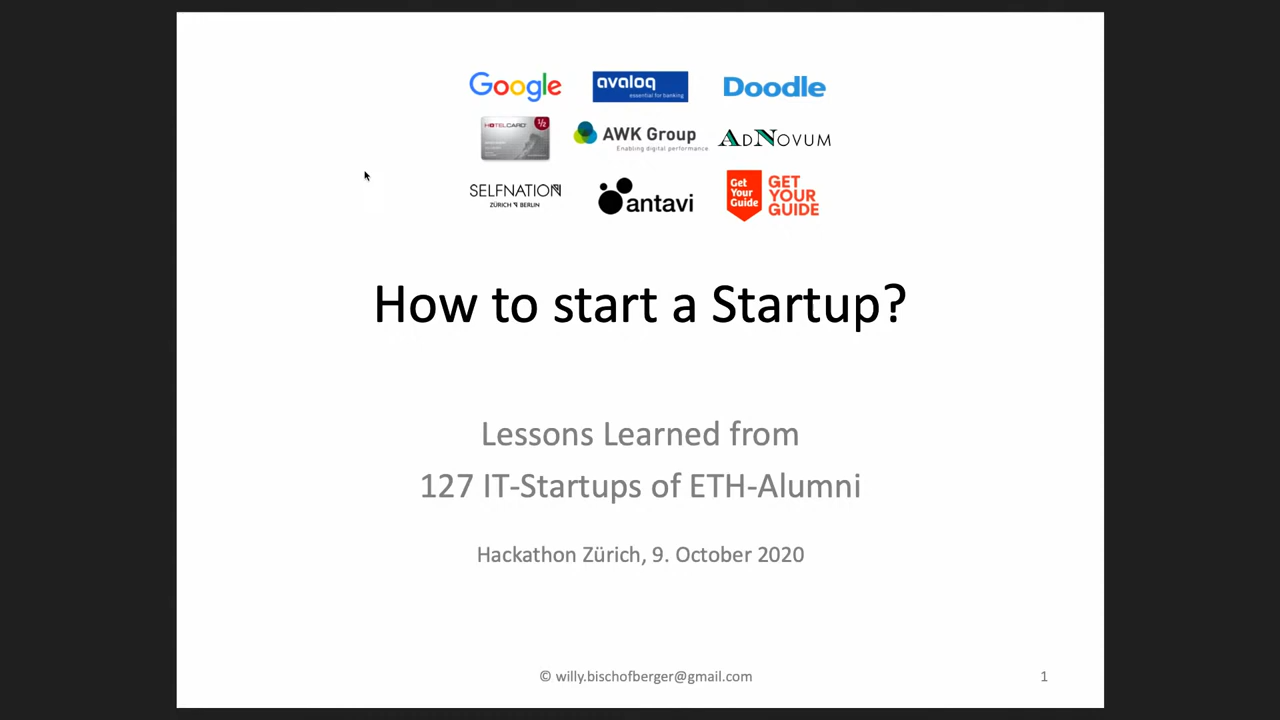 Google avaloq Doodle
essential for banking
HOTELCARD 1/2 AWK Group ADNOVUM
Enabling digital performance
SELFNATION antavi Get Your Guide GET YOUR GUIDE
ZÜRICH BERLIN
How to start a Startup?
Lessons Learned from
127 IT-Startups of ETH-Alumni
Hackathon Zürich, 9. October 2020
© willy.bischofberger@gmail.com 1